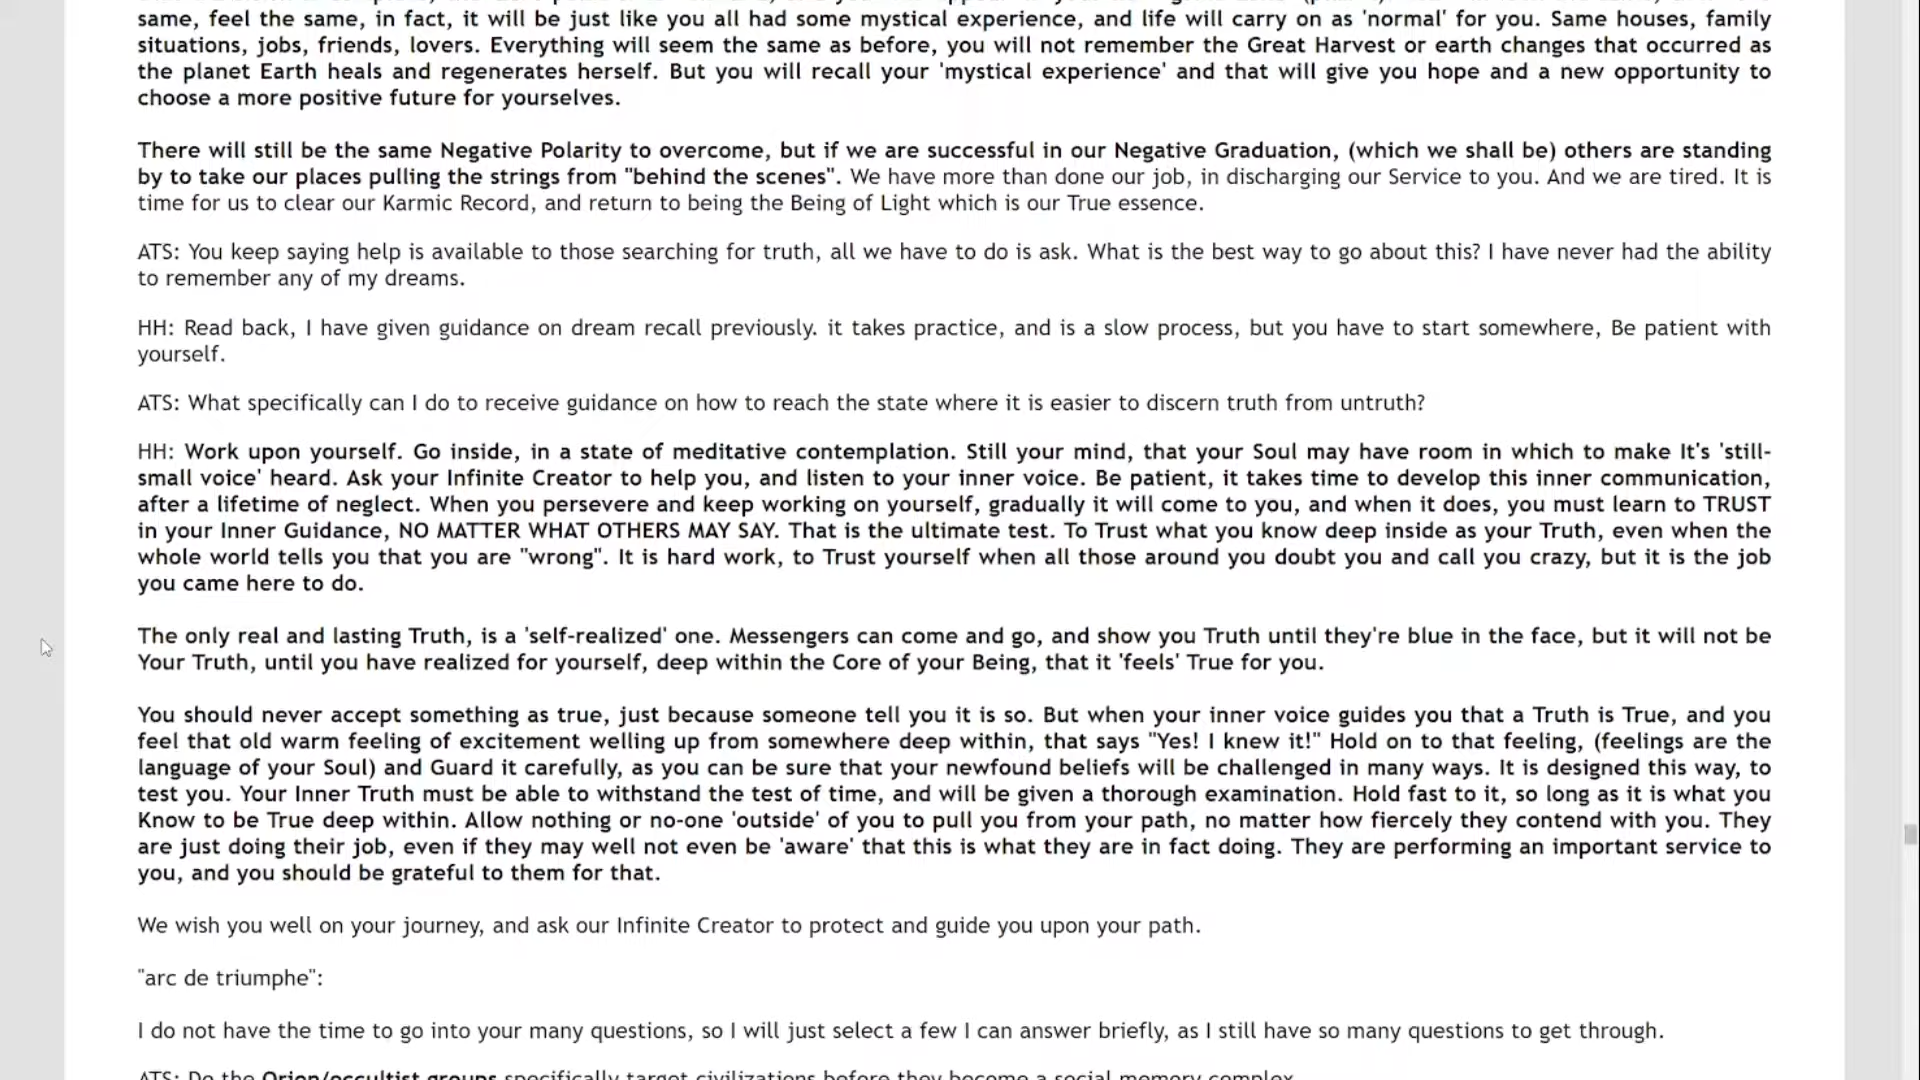 same, feel the same, in fact, it will be just like you all had some mystical experience, and life will carry on as 'normal' for you. Same houses, family
situations, jobs, friends, lovers. Everything will seem the same as before, you will not remember the Great Harvest or earth changes that occurred as
the planet Earth heals and regenerates herself. But you will recall your 'mystical experience' and that will give you hope and a new opportunity to
choose a more positive future for yourselves.
There will still be the same Negative Polarity to overcome, but if we are successful in our Negative Graduation, (which we shall be) others are standing
by to take our places pulling the strings from "behind the scenes". We have more than done our job, in discharging our Service to you. And we are tired. It is
time for us to clear our Karmic Record, and return to being the Being of Light which is our True essence.
ATS: You keep saying help is available to those searching for truth, all we have to do is ask. What is the best way to go about this? I have never had the ability
to remember any of my dreams.
HH: Read back, I have given guidance on dream recall previously. it takes practice, and is a slow process, but you have to start somewhere, Be patient with
yourself.
ATS: What specifically can I do to receive guidance on how to reach the state where it is easier to discern truth from untruth?
HH: Work upon yourself. Go inside, in a state of meditative contemplation. Still your mind, that your Soul may have room in which to make It's 'still-
small voice' heard. Ask your Infinite Creator to help you, and listen to your inner voice. Be patient, it takes time to develop this inner communication,
after a lifetime of neglect. When you persevere and keep working on yourself, gradually it will come to you, and when it does, you must learn to TRUST
in your Inner Guidance, NO MATTER WHAT OTHERS MAY SAY. That is the ultimate test. To Trust what you know deep inside as your Truth, even when the
whole world tells you that you are "wrong". It is hard work, to Trust yourself when all those around you doubt you and call you crazy, but it is the job
you came here to do.
The only real and lasting Truth, is a 'self-realized' one. Messengers can come and go, and show you Truth until they're blue in the face, but it will not be
Your Truth, until you have realized for yourself, deep within the Core of your Being, that it 'feels' True for you.
You should never accept something as true, just because someone tell you it is so. But when your inner voice guides you that a Truth is True, and you
feel that old warm feeling of excitement welling up from somewhere deep within, that says "Yes! I knew it!" Hold on to that feeling, (feelings are the
language of your Soul) and Guard it carefully, as you can be sure that your newfound beliefs will be challenged in many ways. It is designed this way, to
test you. Your Inner Truth must be able to withstand the test of time, and will be given a thorough examination. Hold fast to it, so long as it is what you
Know to be True deep within. Allow nothing or no-one 'outside' of you to pull you from your path, no matter how fiercely they contend with you. They
are just doing their job, even if they may well not even be 'aware' that this is what they are in fact doing. They are performing an important service to
you, and you should be grateful to them for that.
We wish you well on your journey, and ask our Infinite Creator to protect and guide you upon your path.
"arc de triumphe":
I do not have the time to go into your many questions, so I will just select a few I can answer briefly, as I still have so many questions to get through.
ATS: Do the Orion/occultist groups specifically target civilizations before they become a social memory complex